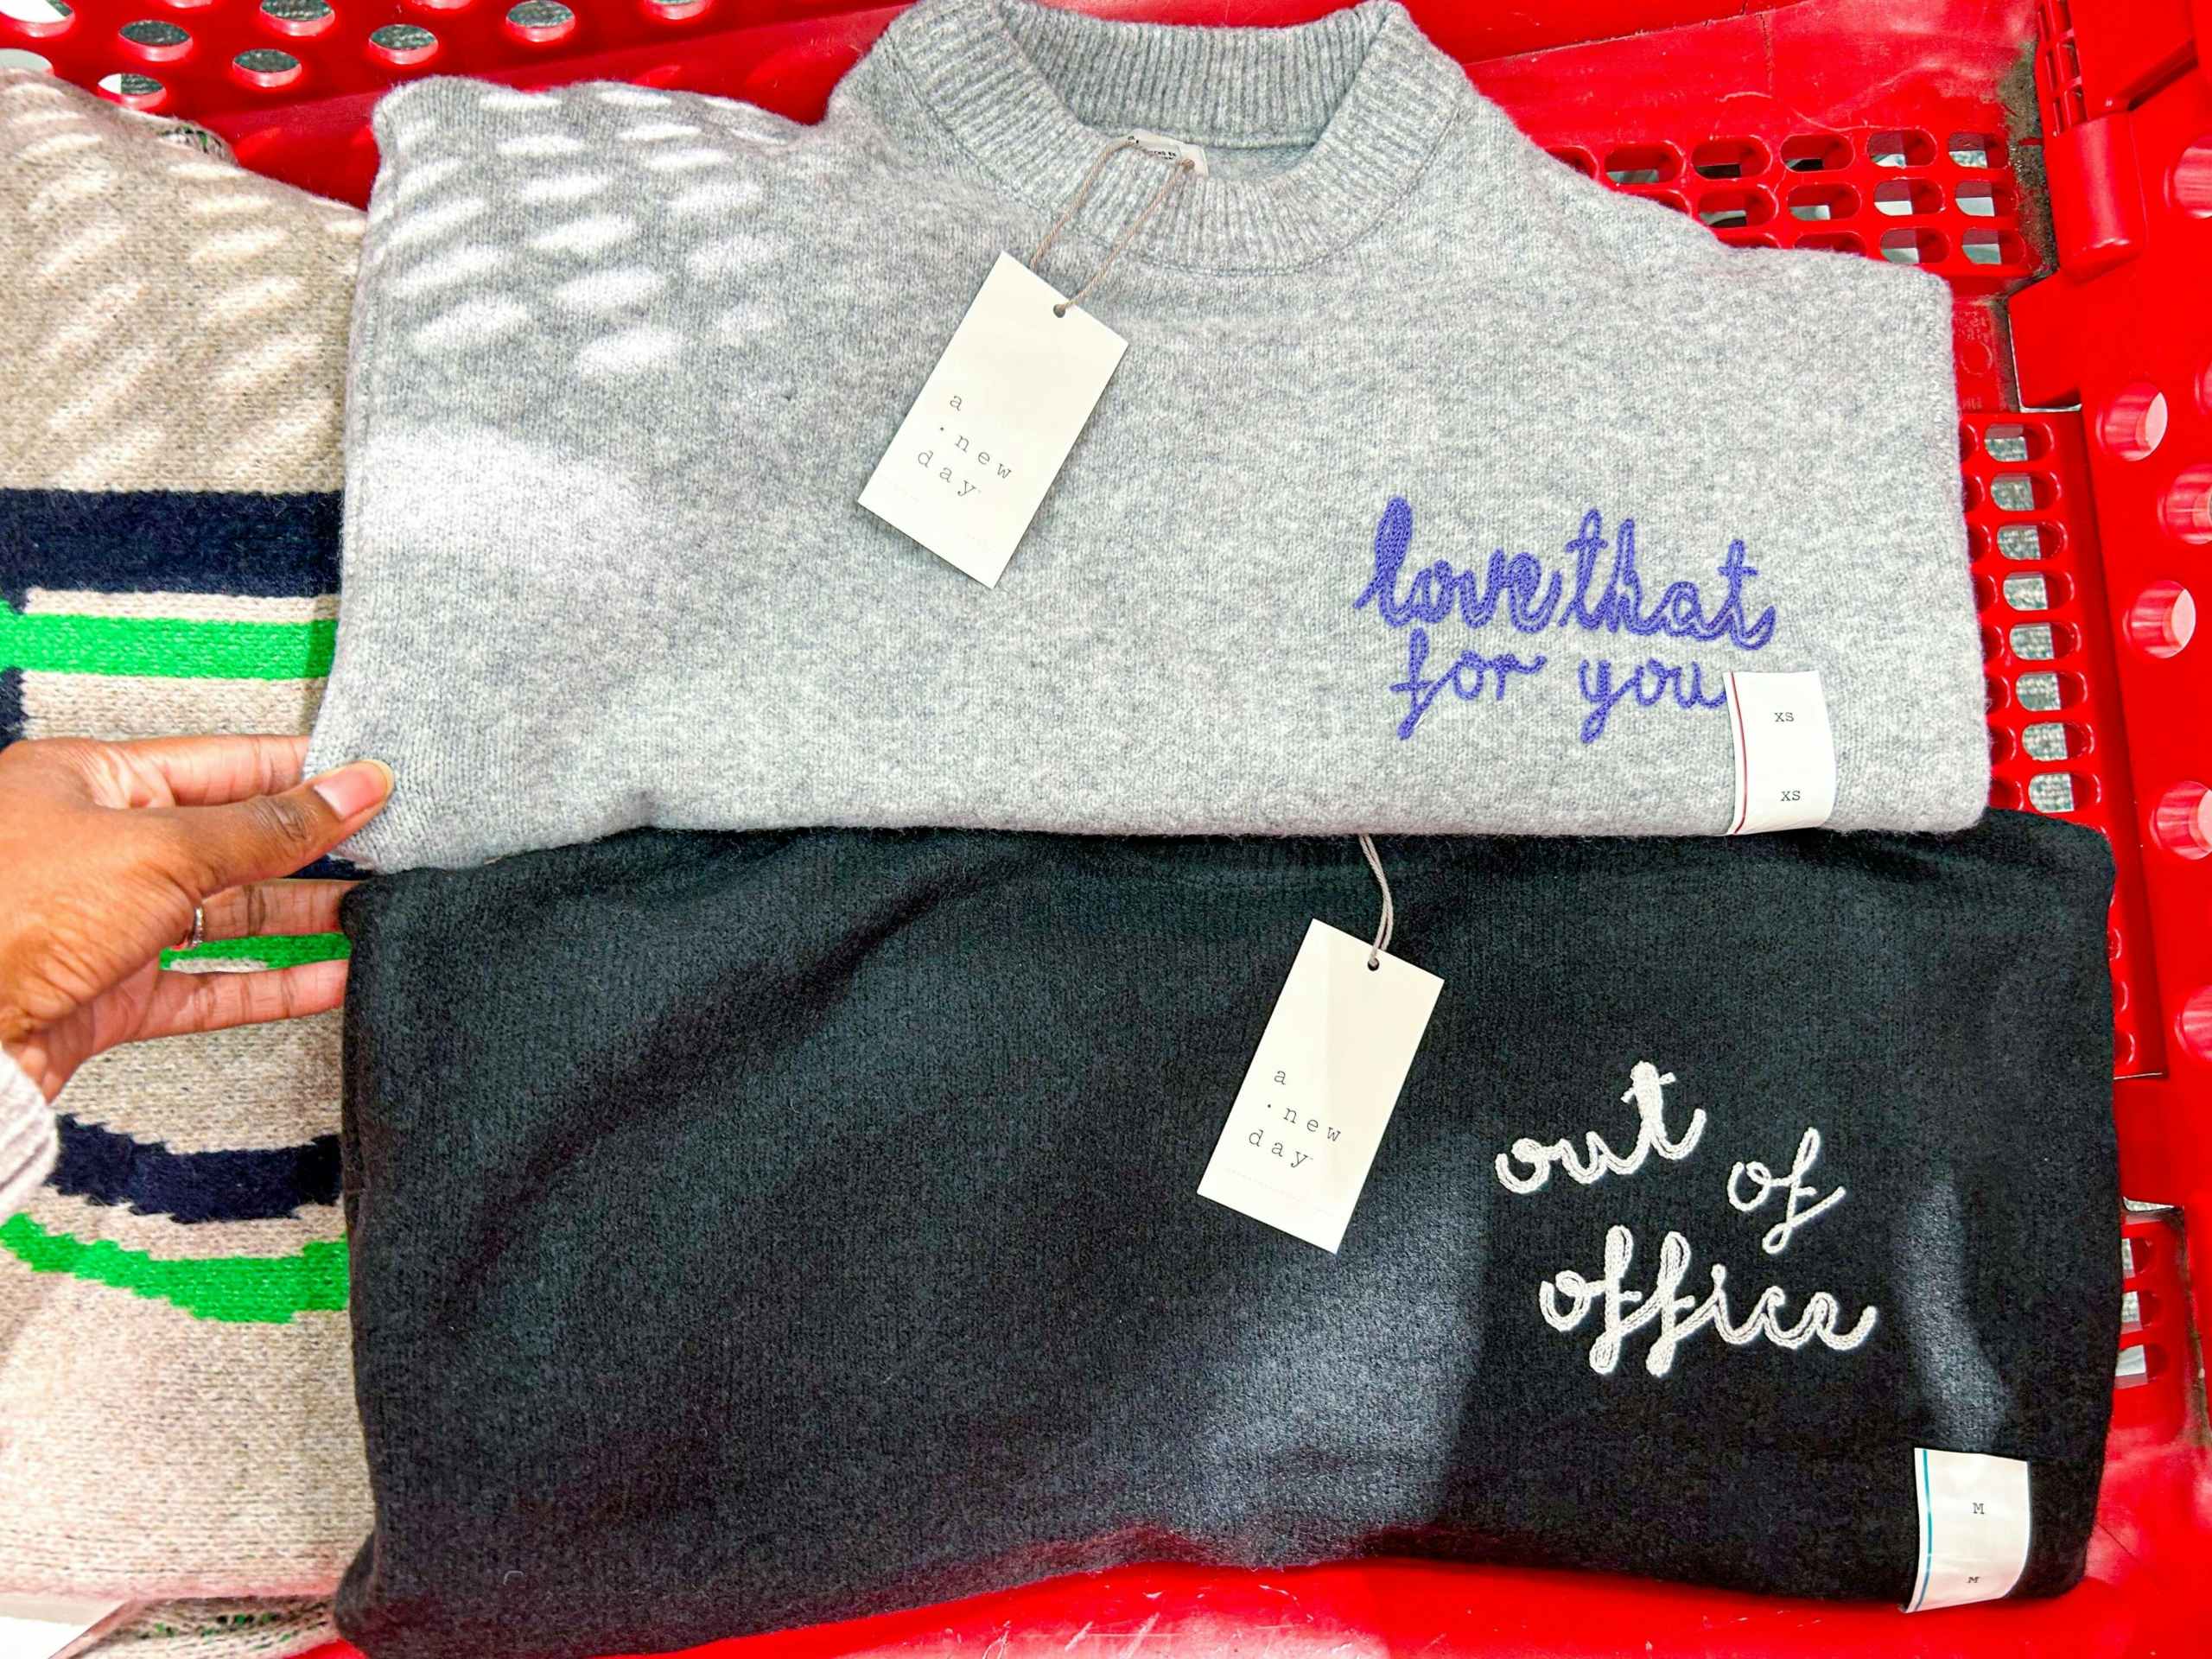 a
·new
day
love that
for you
XS
XS
a
·new
day
out of
office
M
M